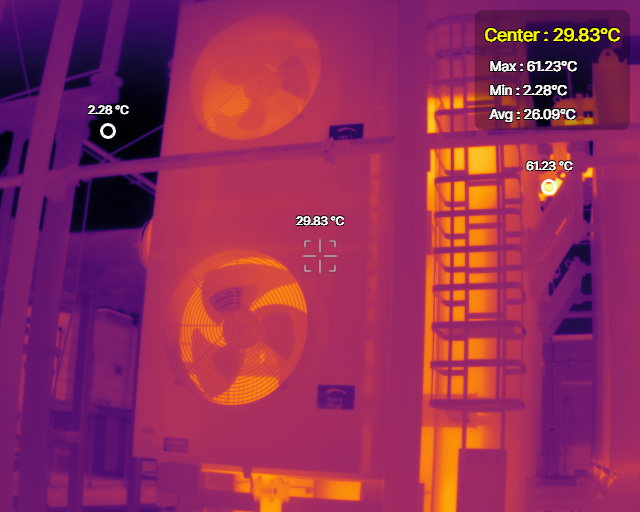 Center : 29.83°C
Max : 61.23°C
Min : 2.28°C
Avg : 26.09°C
2.28 °C
61.23 °C
29.83 °C